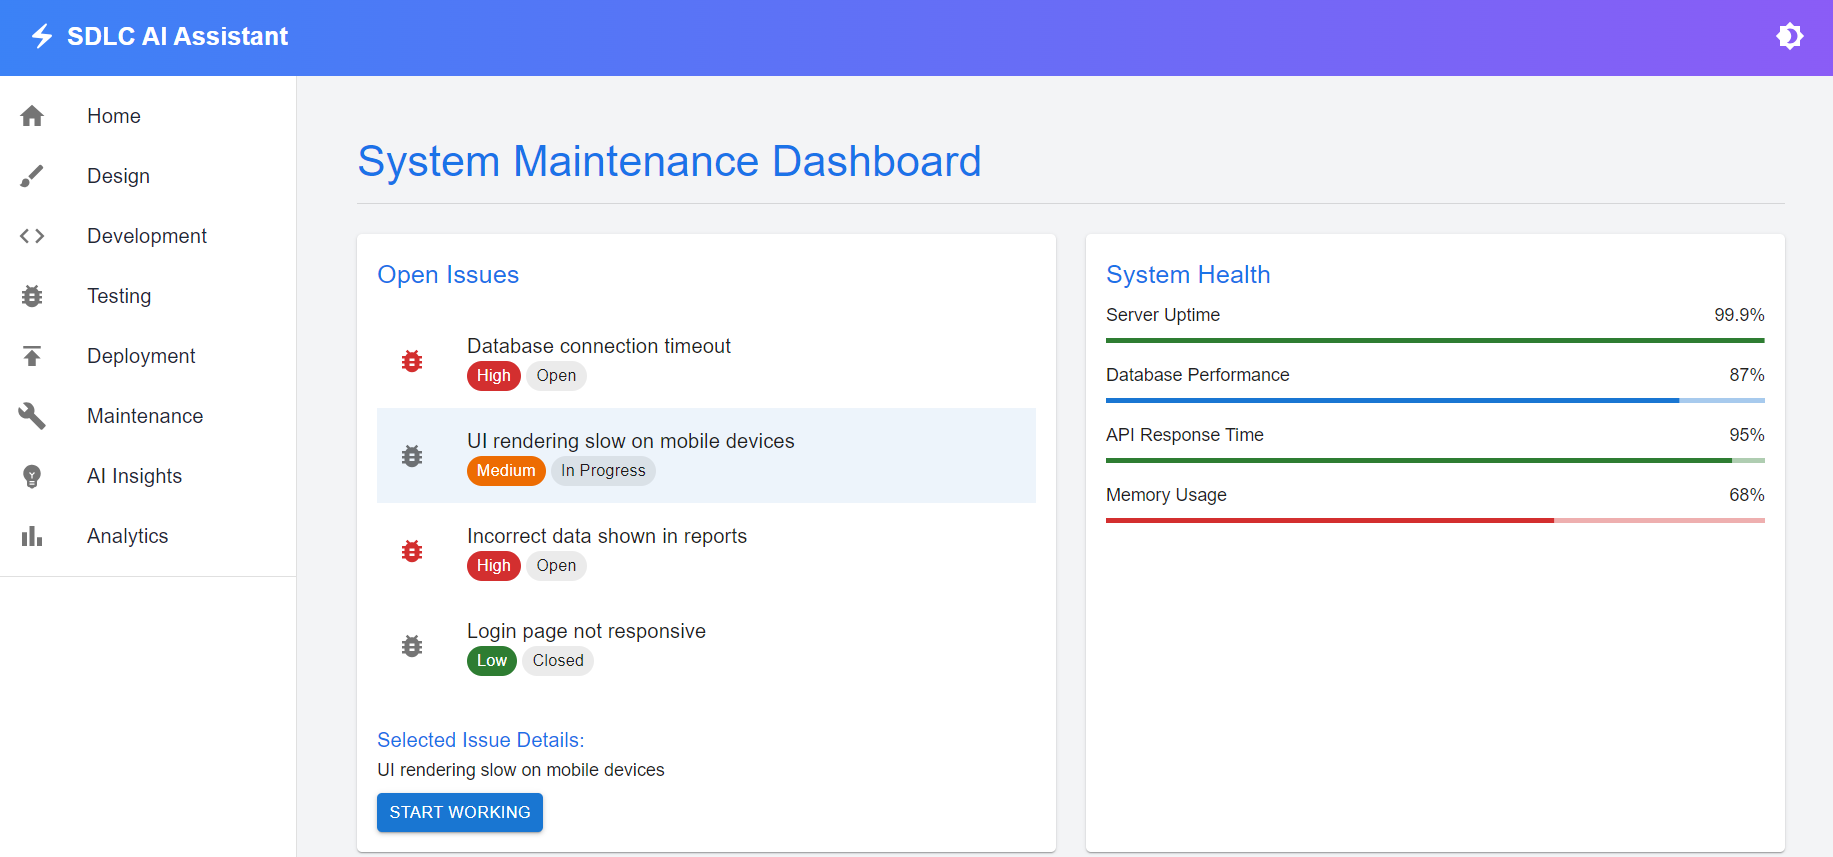 SDLC AI Assistant
Home
Design
Development
Testing
Deployment
Maintenance
AI Insights
Analytics
System Maintenance Dashboard
Open Issues
Database connection timeout
High Open
UI rendering slow on mobile devices
Medium In Progress
Incorrect data shown in reports
High Open
Login page not responsive
Low Closed
Selected Issue Details:
UI rendering slow on mobile devices
START WORKING
System Health
Server Uptime 99.9%
Database Performance 87%
API Response Time 95%
Memory Usage 68%